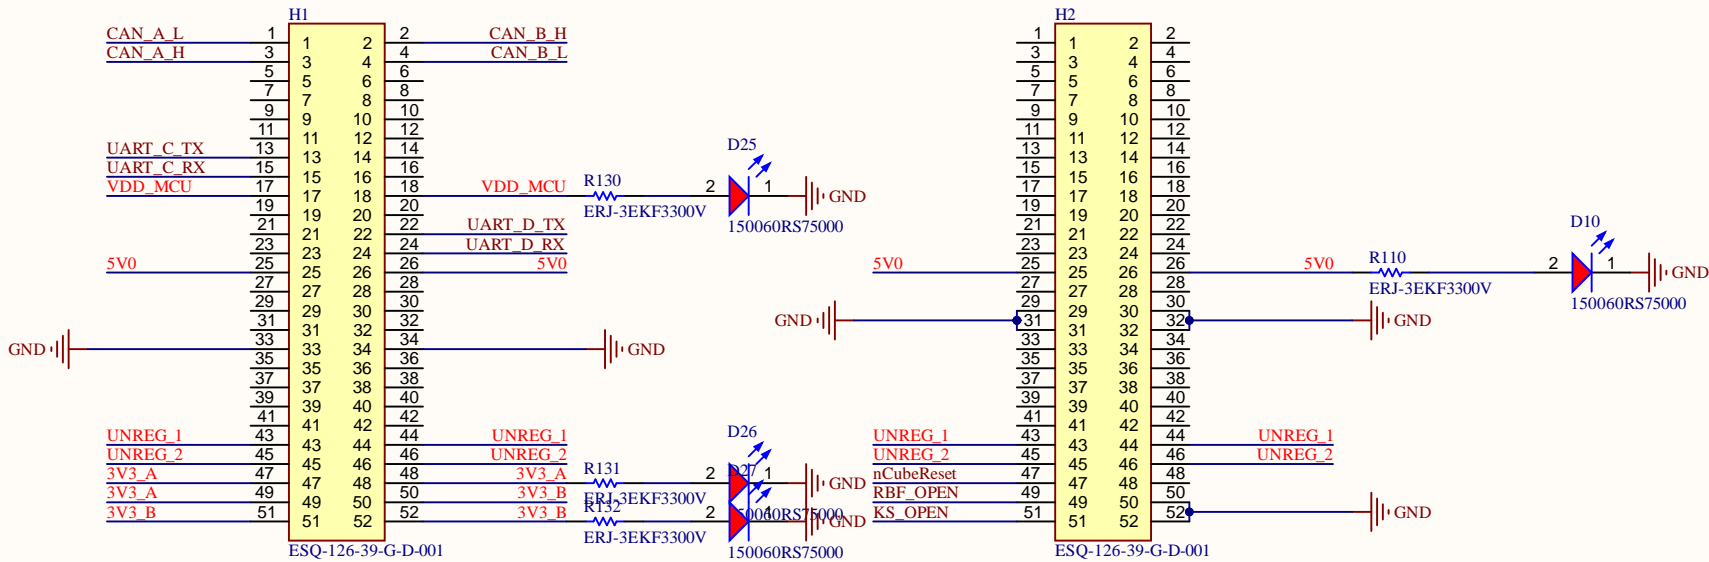 H1 H2
CAN_A_L 1 1 2 2 CAN_B_H 1 1 2 2
CAN_A_H 3 3 4 4 CAN_B_L 3 3 4 4
5 5 6 6 5 5 6 6
7 7 8 8 7 7 8 8
9 9 10 10 9 9 10 10
11 11 12 12 11 11 12 12
UART_C_TX 13 13 14 14 D25 13 13 14 14
UART_C_RX 15 15 16 16 15 15 16 16
VDD_MCU 17 17 18 18 VDD_MCU R130 2 1 GND 17 17 18 18
19 19 20 20 ERJ-3EKF3300V 19 19 20 20
21 21 22 22 UART_D_TX 150060RS75000 21 21 22 22 D10
23 23 24 24 UART_D_RX 23 23 24 24
5V0 25 25 26 26 5V0 5V0 25 25 26 26 5V0 R110 2 1 GND
27 27 28 28 27 27 28 28 ERJ-3EKF3300V
29 29 30 30 29 29 30 30 150060RS75000
31 31 32 32 GND 31 31 32 32 GND
GND 33 33 34 34 GND 33 33 34 34
35 35 36 36 35 35 36 36
37 37 38 38 37 37 38 38
39 39 40 40 39 39 40 40
41 41 42 42 41 41 42 42
UNREG_1 43 43 44 44 UNREG_1 D26 UNREG_1 43 43 44 44 UNREG_1
UNREG_2 45 45 46 46 UNREG_2 UNREG_2 45 45 46 46 UNREG_2
3V3_A 47 47 48 48 3V3_A R131 2 D27 1 GND nCubeReset 47 47 48 48
3V3_A 49 49 50 50 3V3_B ERJ-3EKF3300V 150060RS75000 RBF_OPEN 49 49 50 50
3V3_B 51 51 52 52 3V3_B R132 2 1 GND KS_OPEN 51 51 52 52 GND
ERJ-3EKF3300V
ESQ-126-39-G-D-001 150060RS75000 ESQ-126-39-G-D-001